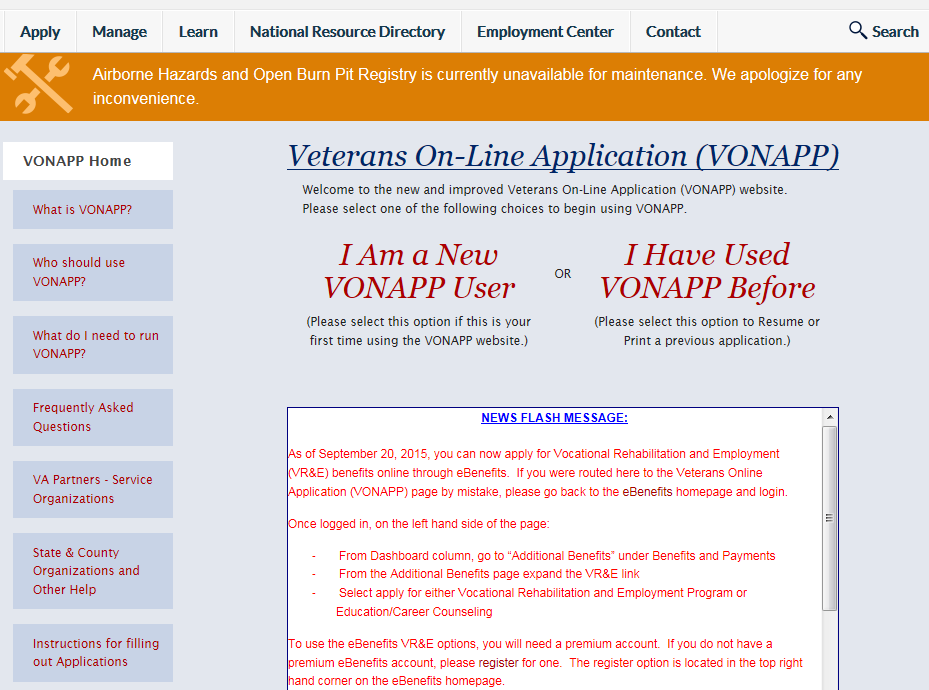 Apply Manage Learn National Resource Directory Employment Center Contact Search
Airborne Hazards and Open Burn Pit Registry is currently unavailable for maintenance. We apologize for any
inconvenience.
VONAPP Home
What is VONAPP?
Who should use
VONAPP?
What do I need to run
VONAPP?
Frequently Asked
Questions
VA Partners - Service
Organizations
State & County
Organizations and
Other Help
Instructions for filling
out Applications
Veterans On-Line Application (VONAPP)
Welcome to the new and improved Veterans On-Line Application (VONAPP) website.
Please select one of the following choices to begin using VONAPP.
I Am a New
VONAPP User
(Please select this option if this is your
first time using the VONAPP website.)
OR
I Have Used
VONAPP Before
(Please select this option to Resume or
Print a previous application.)
NEWS FLASH MESSAGE:
As of September 20, 2015, you can now apply for Vocational Rehabilitation and Employment
(VR&E) benefits online through eBenefits. If you were routed here to the Veterans Online
Application (VONAPP) page by mistake, please go back to the eBenefits homepage and login.
Once logged in, on the left hand side of the page:
- From Dashboard column, go to “Additional Benefits” under Benefits and Payments
- From the Additional Benefits page expand the VR&E link
- Select apply for either Vocational Rehabilitation and Employment Program or
Education/Career Counseling
To use the eBenefits VR&E options, you will need a premium account. If you do not have a
premium eBenefits account, please register for one. The register option is located in the top right
hand corner on the eBenefits homepage.